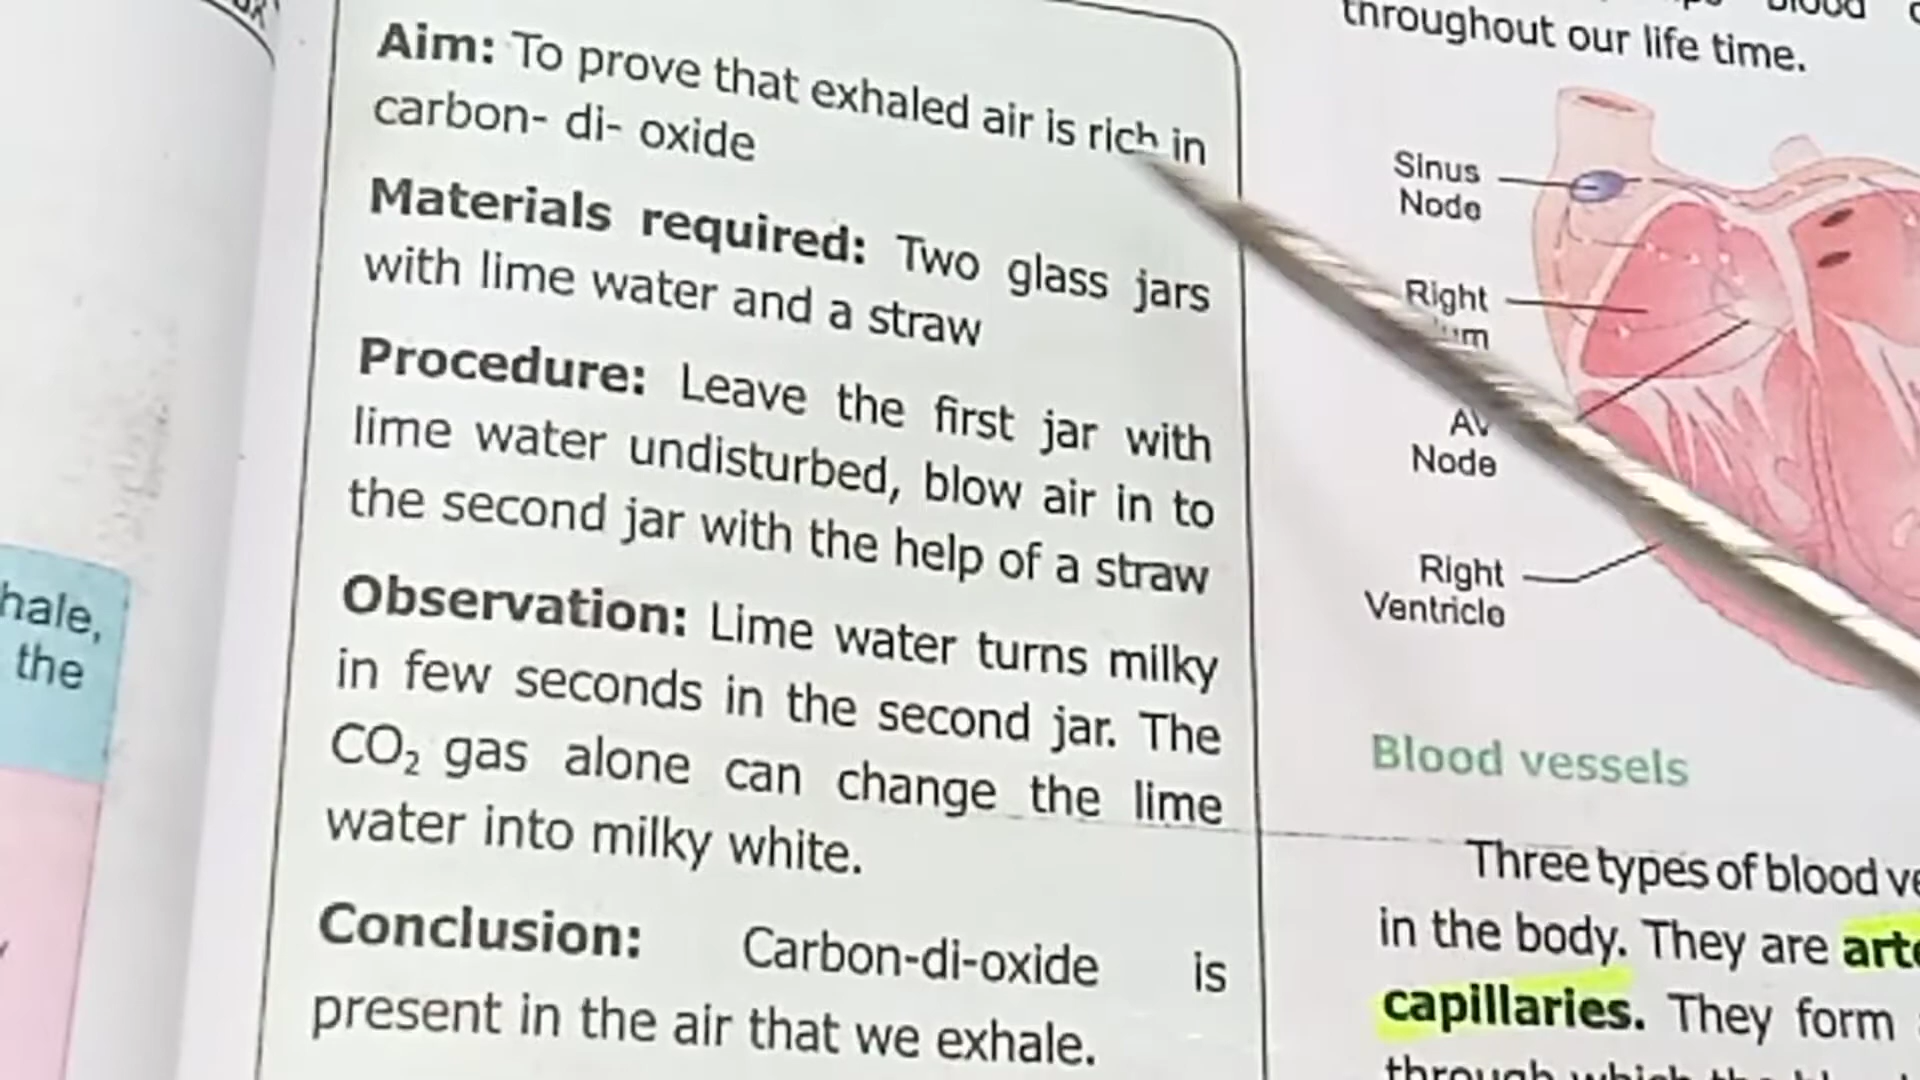 Aim: To prove that exhaled air is rich in
carbon- di- oxide
Materials required: Two glass jars
with lime water and a straw
Procedure: Leave the first jar with
lime water undisturbed, blow air in to
the second jar with the help of a straw
Observation: Lime water turns milky
in few seconds in the second jar. The
CO₂ gas alone can change the lime
water into milky white.
Conclusion: Carbon-di-oxide is
present in the air that we exhale.
hale,
the
throughout our life time.
Sinus
Node
Right
AV
Node
Right
Ventricle
Blood vessels
Three types of blood
in the body. They are
capillaries. They form
through which the